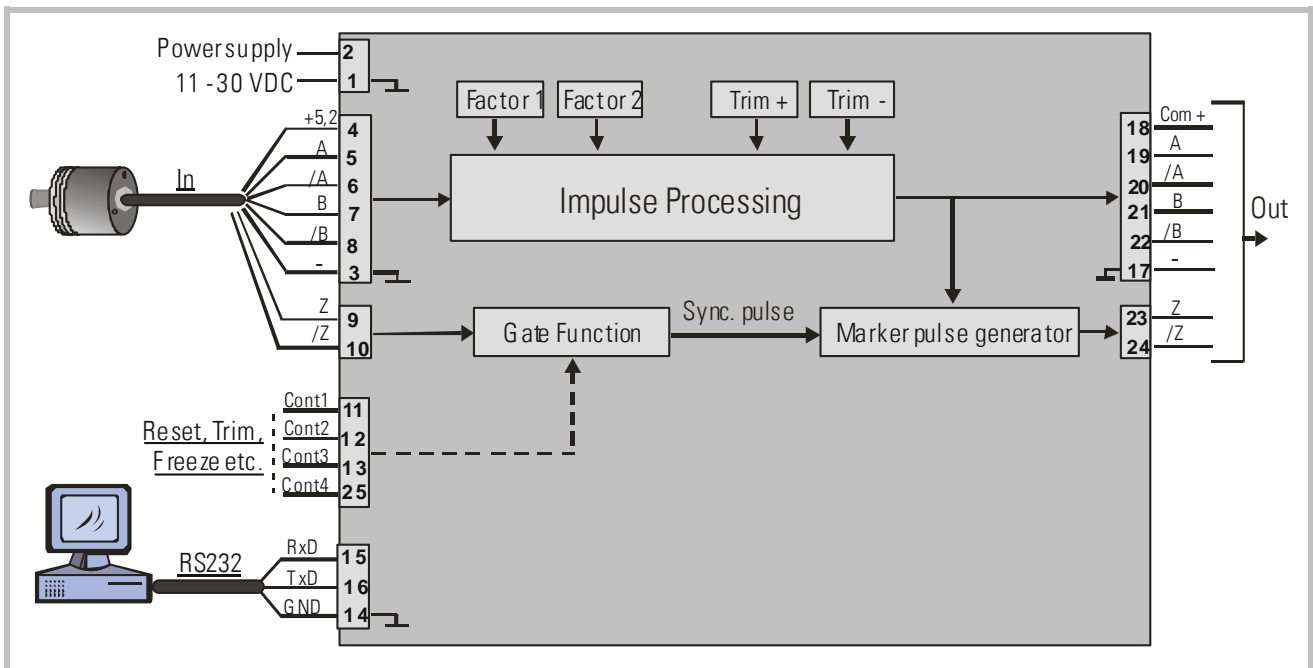 Powersupply
11 -30 VDC
2
1
Factor 1
Factor 2
Trim +
Trim -
Impulse Processing
In
+5,2
A
/A
B
/B
-
4
5
6
7
8
3
Z
/Z
9
10
Gate Function
Sync. pulse
Markerpulse generator
18
19
20
21
22
17
Com +
A
/A
B
/B
-
Out
23
24
Z
/Z
Reset, Trim,
Freeze etc.
Cont1
Cont2
Cont3
Cont4
11
12
13
25
RS232
RxD
TxD
GND
15
16
14